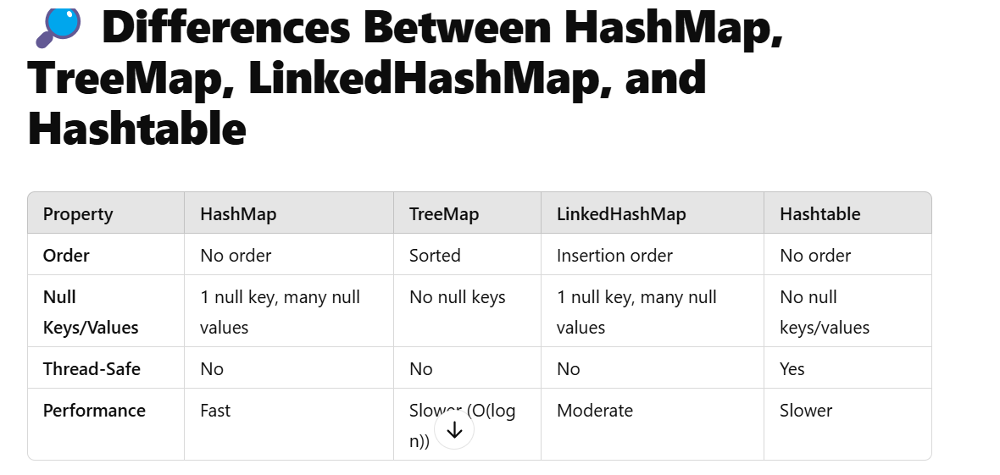 🔎 Differences Between HashMap,
TreeMap, LinkedHashMap, and
Hashtable
Property HashMap TreeMap LinkedHashMap Hashtable
Order No order Sorted Insertion order No order
Null 1 null key, many null No null keys 1 null key, many null No null
Keys/Values values values keys/values
Thread-Safe No No No Yes
Performance Fast Slower (O(log Moderate Slower
n))